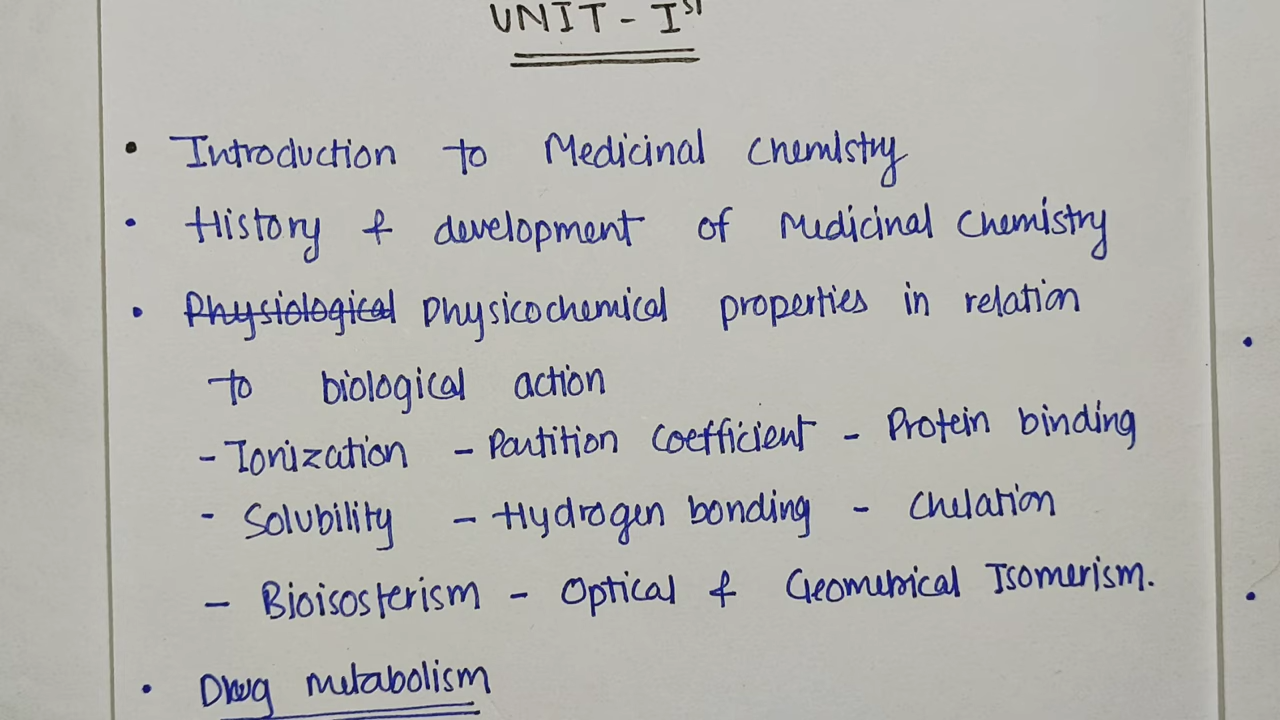 UNIT - Ist
• Introduction to Medicinal Chemistry
• History & development of Medicinal Chemistry
• Physiological Physicochemical properties in relation
to biological action
- Ionization - Partition Coefficient - Protein binding
- Solubility - Hydrogen bonding - Chelation
- Bioisosterism - Optical & Geometrical Isomerism.
• Drug metabolism